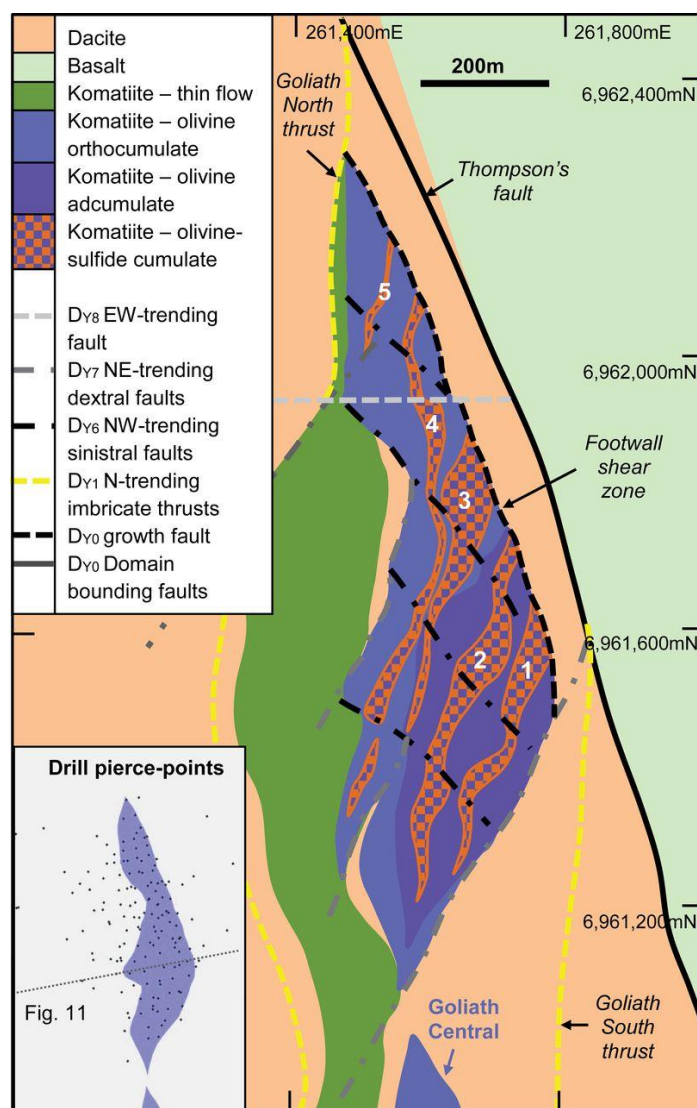 Dacite
Basalt
Komatiite – thin flow
Komatiite – olivine
orthocumulate
Komatiite – olivine
adcumulate
Komatiite – olivine-
sulfide cumulate
DY8 EW-trending
fault
DY7 NE-trending
dextral faults
DY6 NW-trending
sinistral faults
DY1 N-trending
imbricate thrusts
DY0 growth fault
DY0 Domain
bounding faults
261,400mE
261,800mE
200m
6,962,400mN
Goliath
North
thrust
Thompson's
fault
5
6,962,000mN
4
Footwall
shear
zone
3
6,961,600mN
2
1
Drill pierce-points
Fig. 11
6,961,200mN
Goliath
Central
Goliath
South
thrust